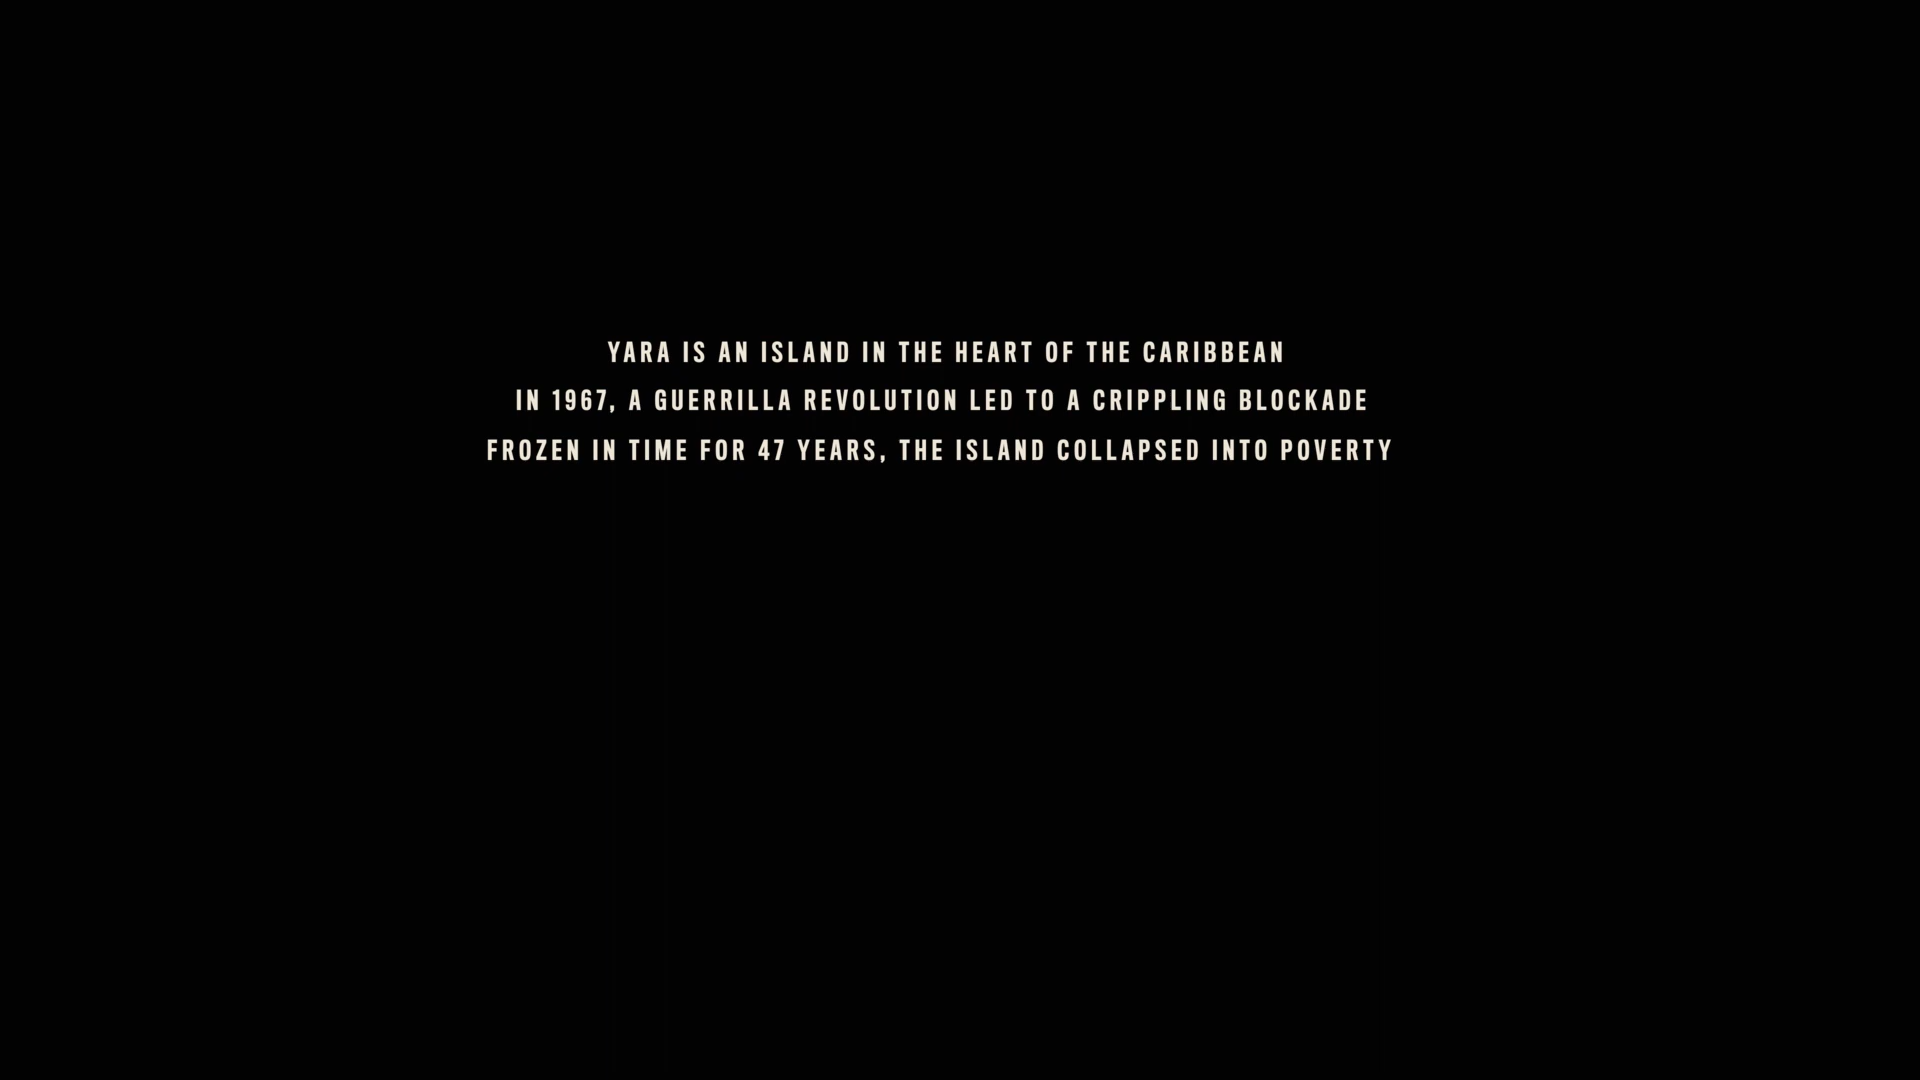 YARA IS AN ISLAND IN THE HEART OF THE CARIBBEAN
IN 1967, A GUERRILLA REVOLUTION LED TO A CRIPPLING BLOCKADE
FROZEN IN TIME FOR 47 YEARS, THE ISLAND COLLAPSED INTO POVERTY